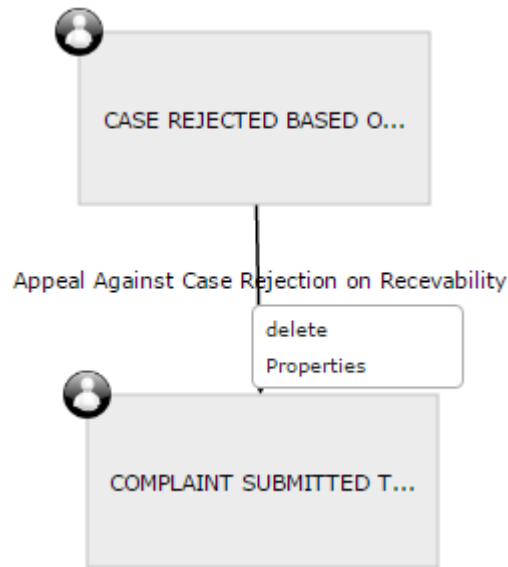 CASE REJECTED BASED O...
Appeal Against Case Rejection on Recevability
delete
Properties
COMPLAINT SUBMITTED T...